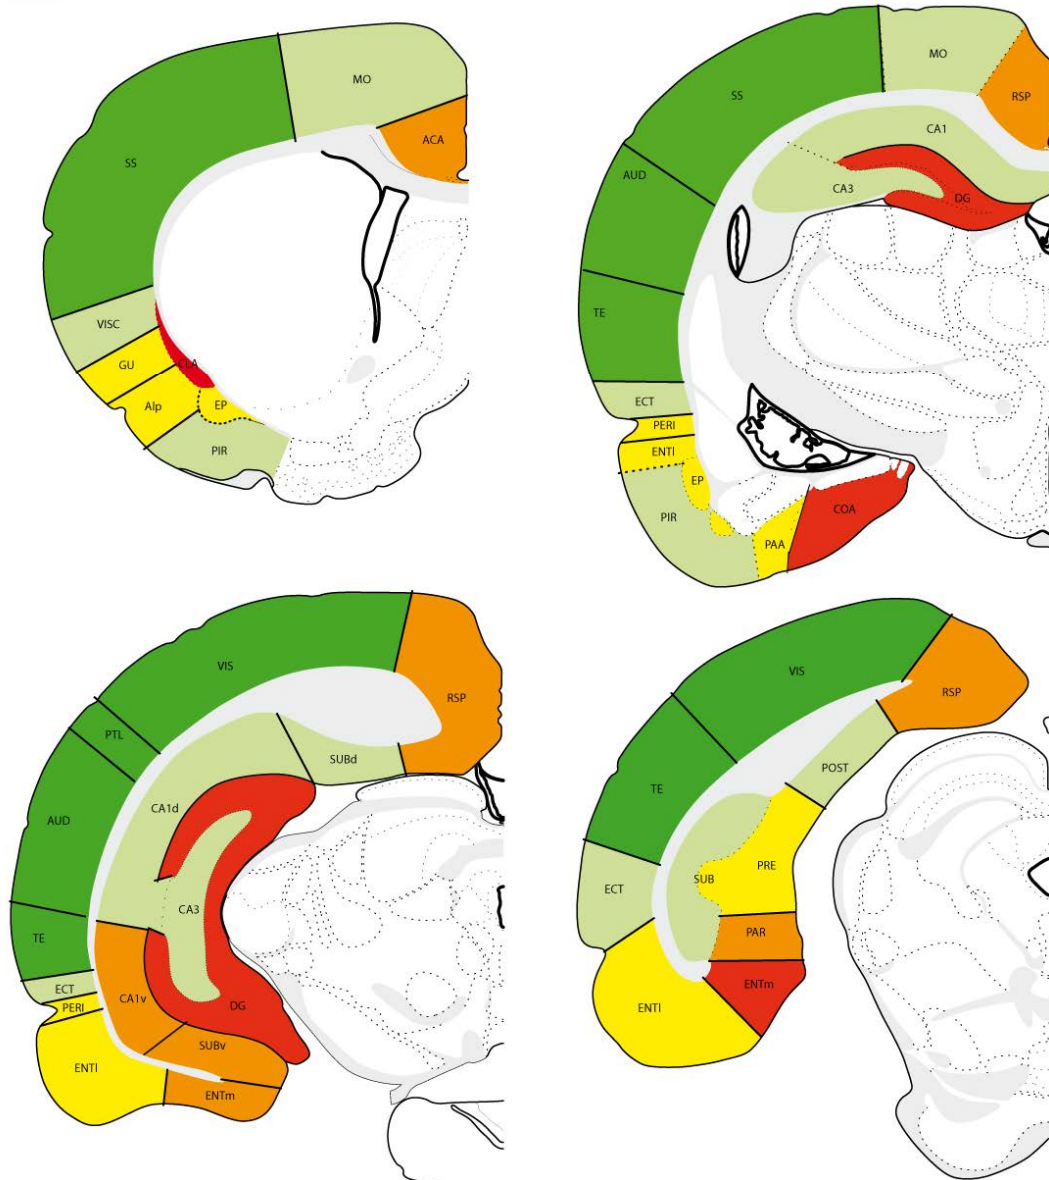 MO
ACA
SS
VISC
CLA
GU
EP
AIp
PIR
MO
RSP
SS
CA1
AUD
CA3
DG
TE
ECT
PERI
ENTl
EP
PIR
COA
PAA
VIS
RSP
PTL
SUBd
CA1d
AUD
CA3
TE
ECT
CA1v
PERI
DG
SUBv
ENTl
ENTm
VIS
RSP
POST
TE
PRE
ECT
SUB
PAR
ENTm
ENTl